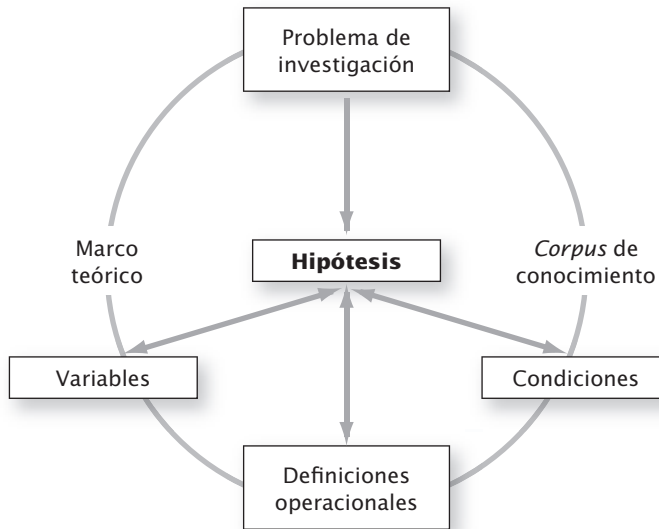 Problema de
investigación
Marco
teórico
Hipótesis
Corpus de
conocimiento
Variables
Condiciones
Definiciones
operacionales